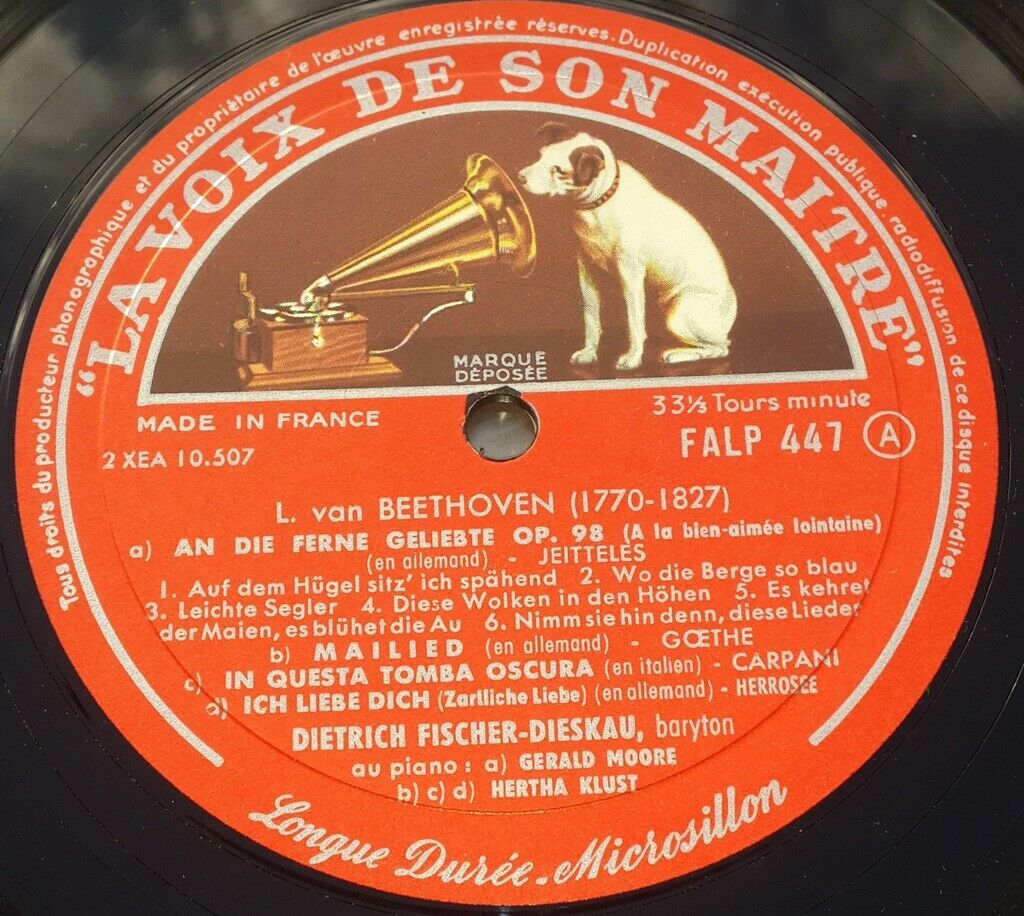 Tous droits du producteur phonographique et du propriétaire de l'œuvre enregistrée réservés. Duplication exécution publique. radiodiffusion de ce disque interdites
“LA VOIX DE SON MAITRE”
MARQUE
DÉPOSÉE
MADE IN FRANCE
33⅓ Tours minute
2 XEA 10.507
FALP 447 A
L. van BEETHOVEN (1770-1827)
a) AN DIE FERNE GELIEBTE OP. 98 (A la bien-aimée lointaine)
(en allemand) - JEITTELES
1. Auf dem Hügel sitz' ich spähend 2. Wo die Berge so blau
3. Leichte Segler 4. Diese Wolken in den Höhen 5. Es kehret
der Maien, es blühet die Au 6. Nimm sie hin denn, diese Lieder
b) MAILIED (en allemand) - GŒTHE
c) IN QUESTA TOMBA OSCURA (en italien) - CARPANI
d) ICH LIEBE DICH (Zartliche Liebe) (en allemand) - HERROSEE
DIETRICH FISCHER-DIESKAU, baryton
au piano : a) GERALD MOORE
b) c) d) HERTHA KLUST
Longue Durée - Microsillon